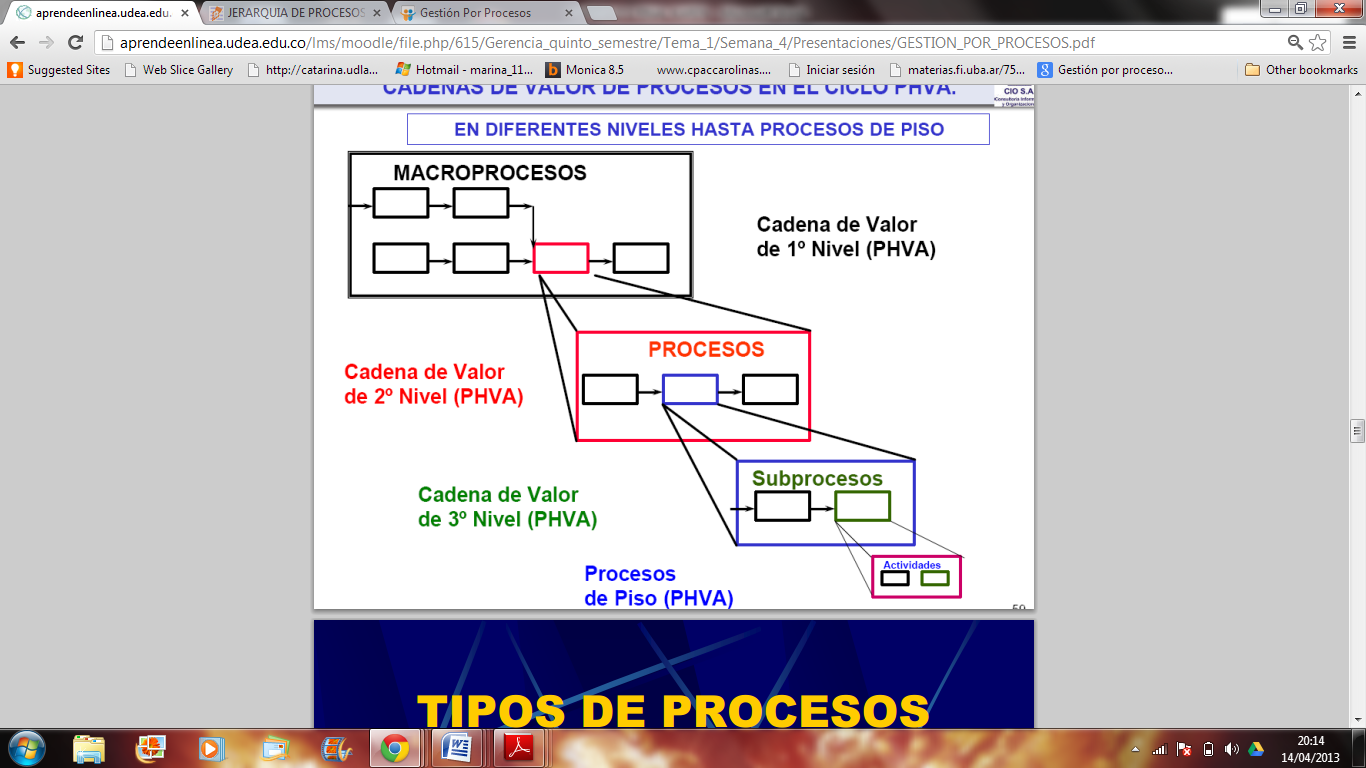 aprendeenlinea.udea.edu.
JERARQUIA DE PROCESOS
Gestión Por Procesos
aprendeenlinea.udea.edu.co/lms/moodle/file.php/615/Gerencia_quinto_semestre/Tema_1/Semana_4/Presentaciones/GESTION_POR_PROCESOS.pdf
Suggested Sites
Web Slice Gallery
http://catarina.udla...
Hotmail - marina_11...
Monica 8.5
www.cpaccarolinas....
Iniciar sesión
materias.fi.uba.ar/75...
Gestión por proceso...
Other bookmarks
CADENAS DE VALOR DE PROCESOS EN EL CICLO PHVA.
CIO S.A
EN DIFERENTES NIVELES HASTA PROCESOS DE PISO
MACROPROCESOS
Cadena de Valor
de 1º Nivel (PHVA)
PROCESOS
Cadena de Valor
de 2º Nivel (PHVA)
Subprocesos
Cadena de Valor
de 3º Nivel (PHVA)
Actividades
Procesos
de Piso (PHVA)
59
TIPOS DE PROCESOS
20:14
14/04/2013